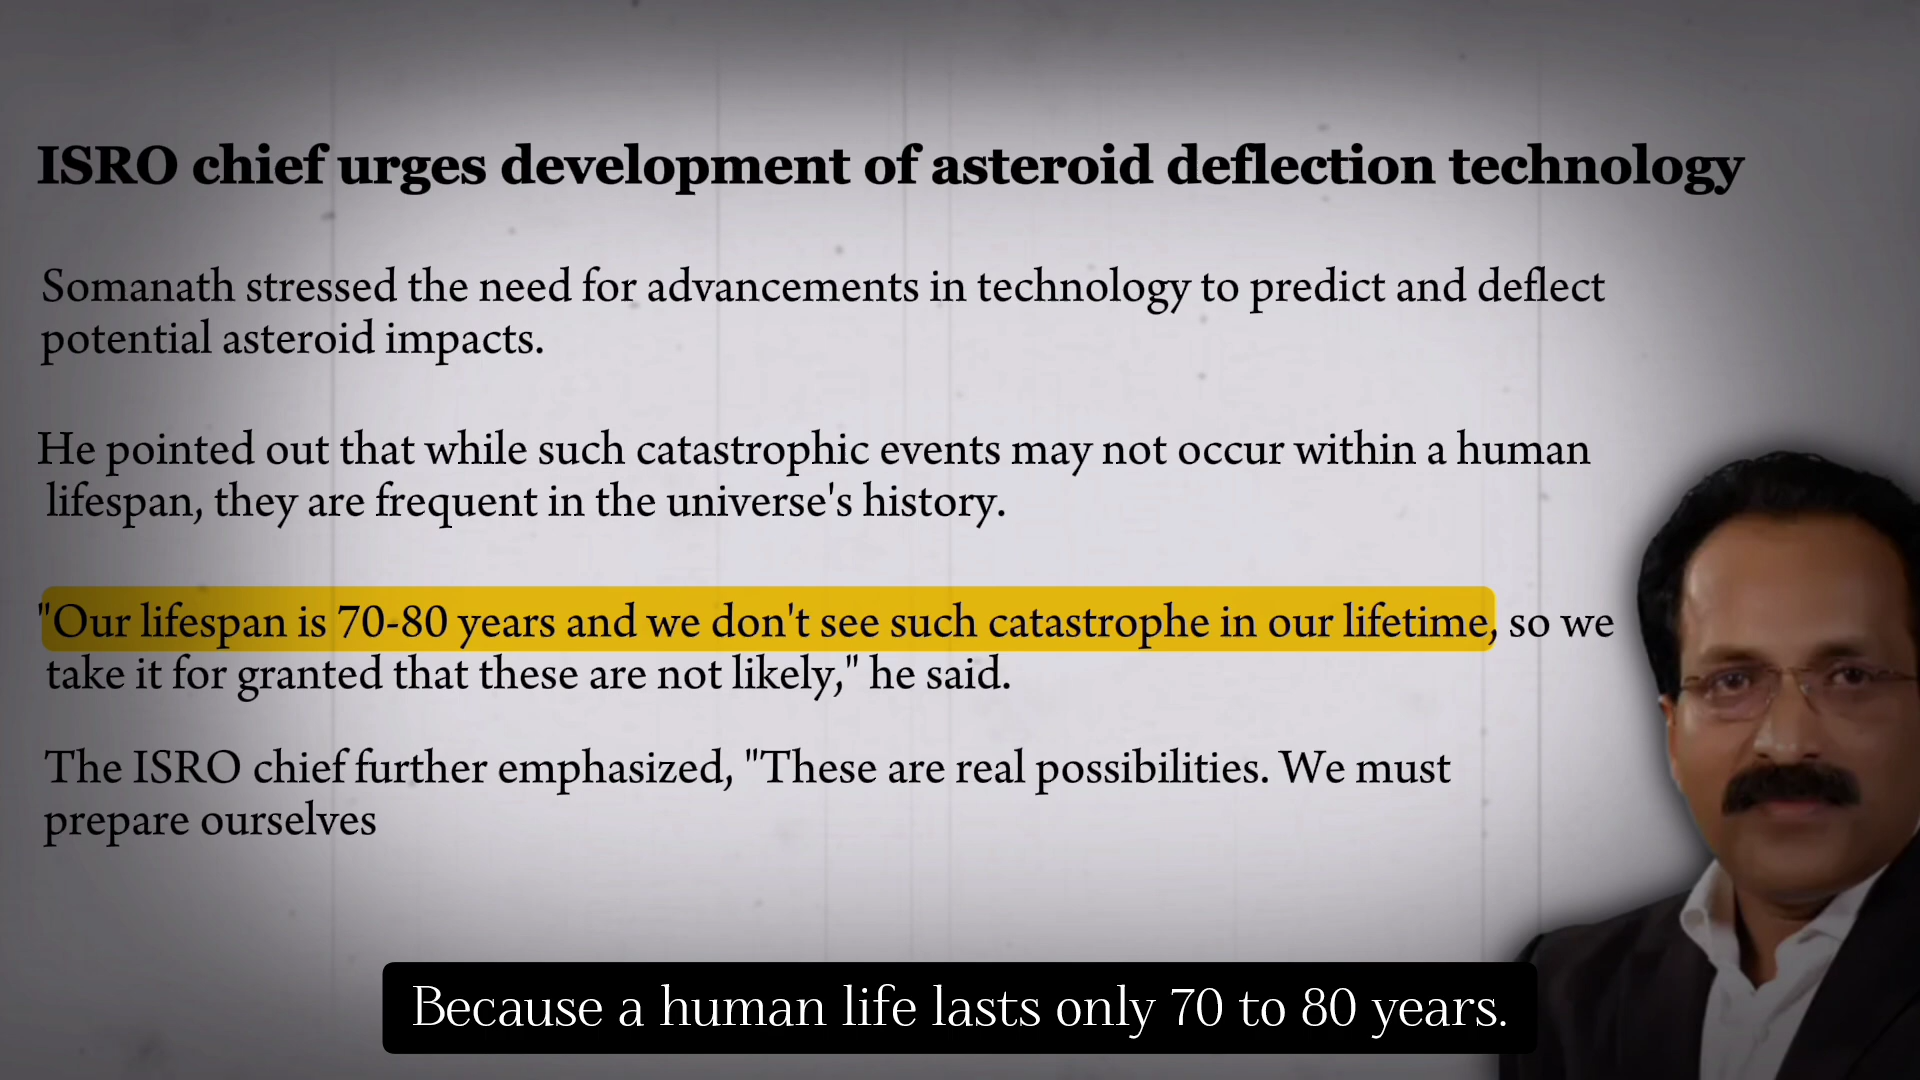 ISRO chief urges development of asteroid deflection technology
Somanath stressed the need for advancements in technology to predict and deflect
potential asteroid impacts.
He pointed out that while such catastrophic events may not occur within a human
lifespan, they are frequent in the universe's history.
"Our lifespan is 70-80 years and we don't see such catastrophe in our lifetime, so we
take it for granted that these are not likely," he said.
The ISRO chief further emphasized, "These are real possibilities. We must
prepare ourselves
Because a human life lasts only 70 to 80 years.